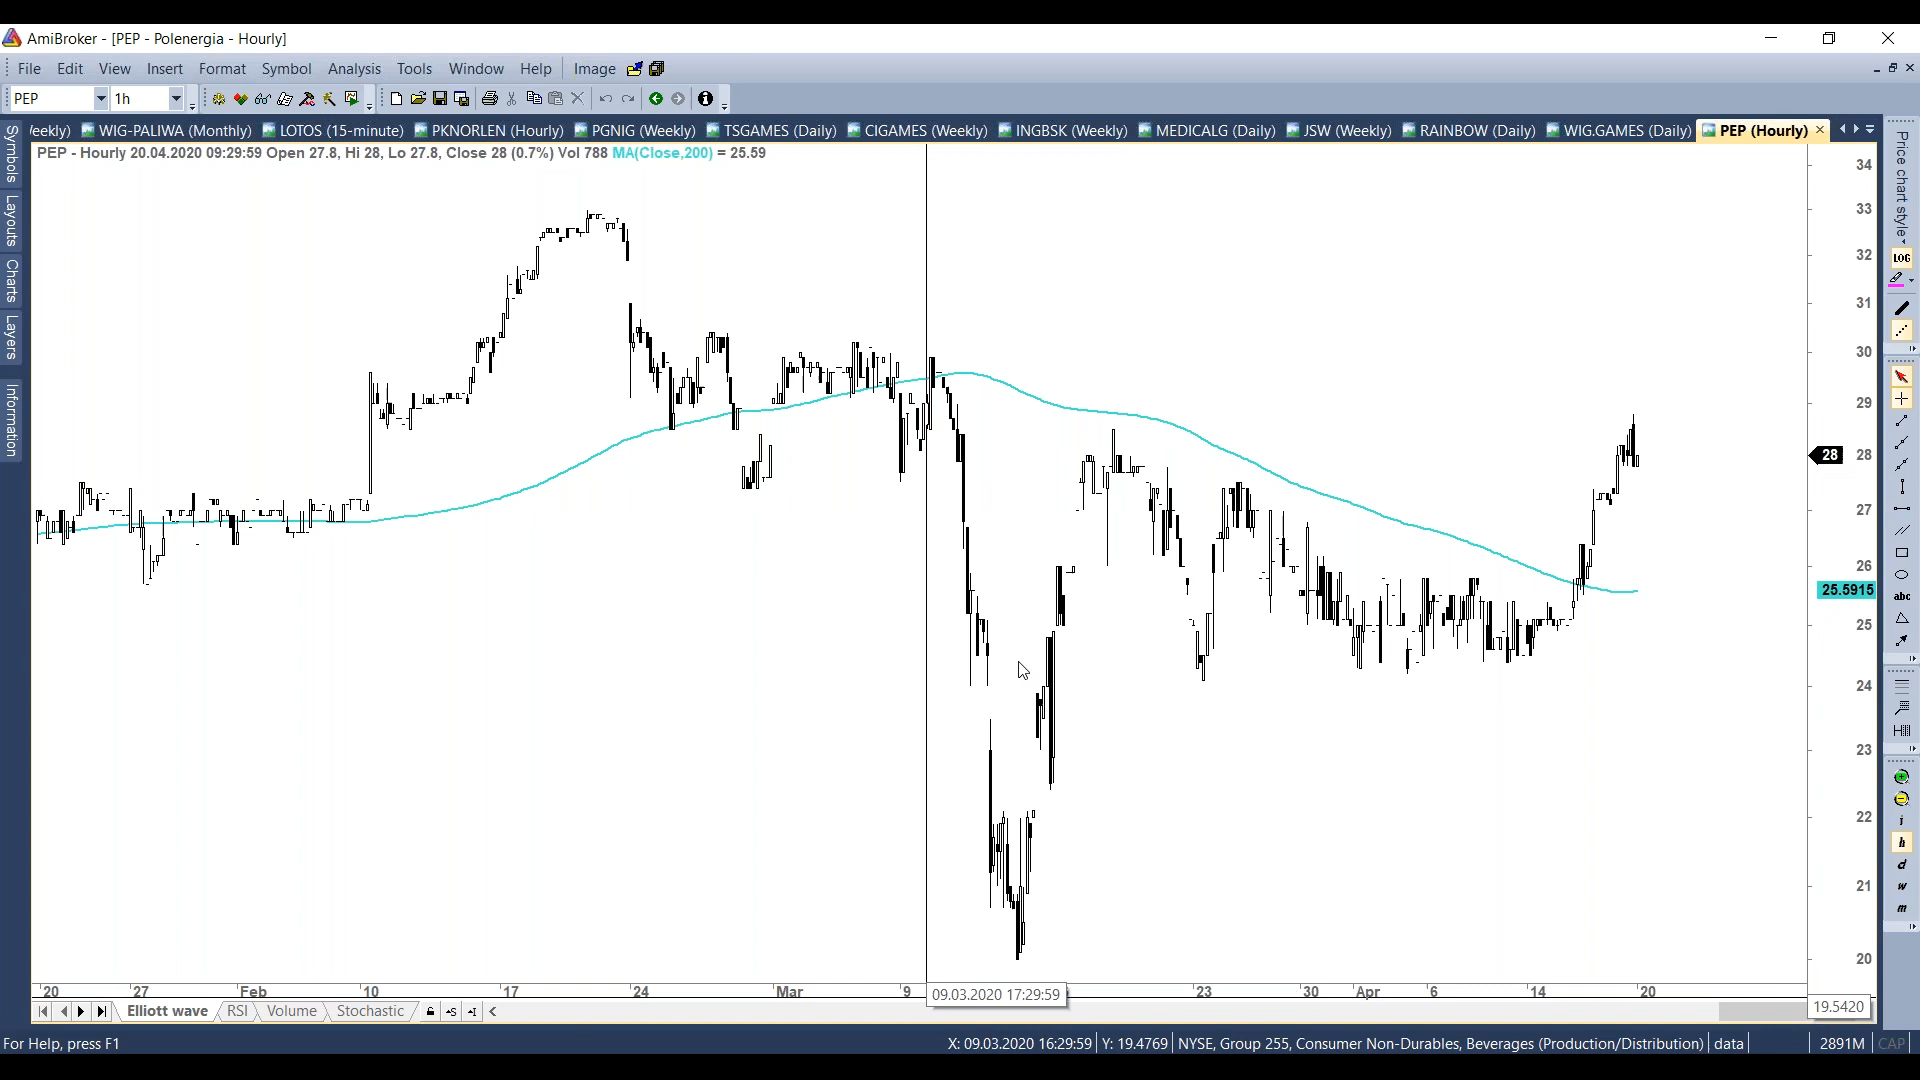 AmiBroker - [PEP - Polenergia - Hourly]
File Edit View Insert Format Symbol Analysis Tools Window Help Image
PEP 1h
/eekly) WIG-PALIWA (Monthly) LOTOS (15-minute) PKNORLEN (Hourly) PGNIG (Weekly) TSGAMES (Daily) CIGAMES (Weekly) INGBSK (Weekly) MEDICALG (Daily) JSW (Weekly) RAINBOW (Daily) WIG.GAMES (Daily) PEP (Hourly)
PEP - Hourly 20.04.2020 09:29:59 Open 27.8, Hi 28, Lo 27.8, Close 28 (0.7%) Vol 788 MA(Close,200) = 25.59
Symbols
Layouts
Charts
Layers
Information
34
33
32
31
30
29
28
28
27
26
25.5915
25
24
23
22
21
20
19.5420
Price chart style
LOG
abc
i
h
d
w
m
20 27 Feb 10 17 24 Mar 9 23 30 Apr 6 14 20
09.03.2020 17:29:59
Elliott wave RSI Volume Stochastic
For Help, press F1
X: 09.03.2020 16:29:59 Y: 19.4769 NYSE, Group 255, Consumer Non-Durables, Beverages (Production/Distribution) data 2891M CAP